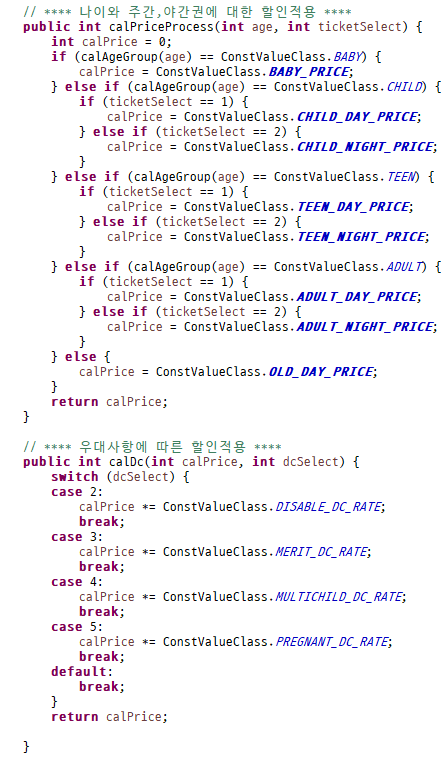 // **** 나이와 주간,야간권에 대한 할인적용 ****
public int calPriceProcess(int age, int ticketSelect) {
    int calPrice = 0;
    if (calAgeGroup(age) == ConstValueClass.BABY) {
        calPrice = ConstValueClass.BABY_PRICE;
    } else if (calAgeGroup(age) == ConstValueClass.CHILD) {
        if (ticketSelect == 1) {
            calPrice = ConstValueClass.CHILD_DAY_PRICE;
        } else if (ticketSelect == 2) {
            calPrice = ConstValueClass.CHILD_NIGHT_PRICE;
        }
    } else if (calAgeGroup(age) == ConstValueClass.TEEN) {
        if (ticketSelect == 1) {
            calPrice = ConstValueClass.TEEN_DAY_PRICE;
        } else if (ticketSelect == 2) {
            calPrice = ConstValueClass.TEEN_NIGHT_PRICE;
        }
    } else if (calAgeGroup(age) == ConstValueClass.ADULT) {
        if (ticketSelect == 1) {
            calPrice = ConstValueClass.ADULT_DAY_PRICE;
        } else if (ticketSelect == 2) {
            calPrice = ConstValueClass.ADULT_NIGHT_PRICE;
        }
    } else {
        calPrice = ConstValueClass.OLD_DAY_PRICE;
    }
    return calPrice;
}

// **** 우대사항에 따른 할인적용 ****
public int calDc(int calPrice, int dcSelect) {
    switch (dcSelect) {
    case 2:
        calPrice *= ConstValueClass.DISABLE_DC_RATE;
        break;
    case 3:
        calPrice *= ConstValueClass.MERIT_DC_RATE;
        break;
    case 4:
        calPrice *= ConstValueClass.MULTICHILD_DC_RATE;
        break;
    case 5:
        calPrice *= ConstValueClass.PREGNANT_DC_RATE;
        break;
    default:
        break;
    }
    return calPrice;

}